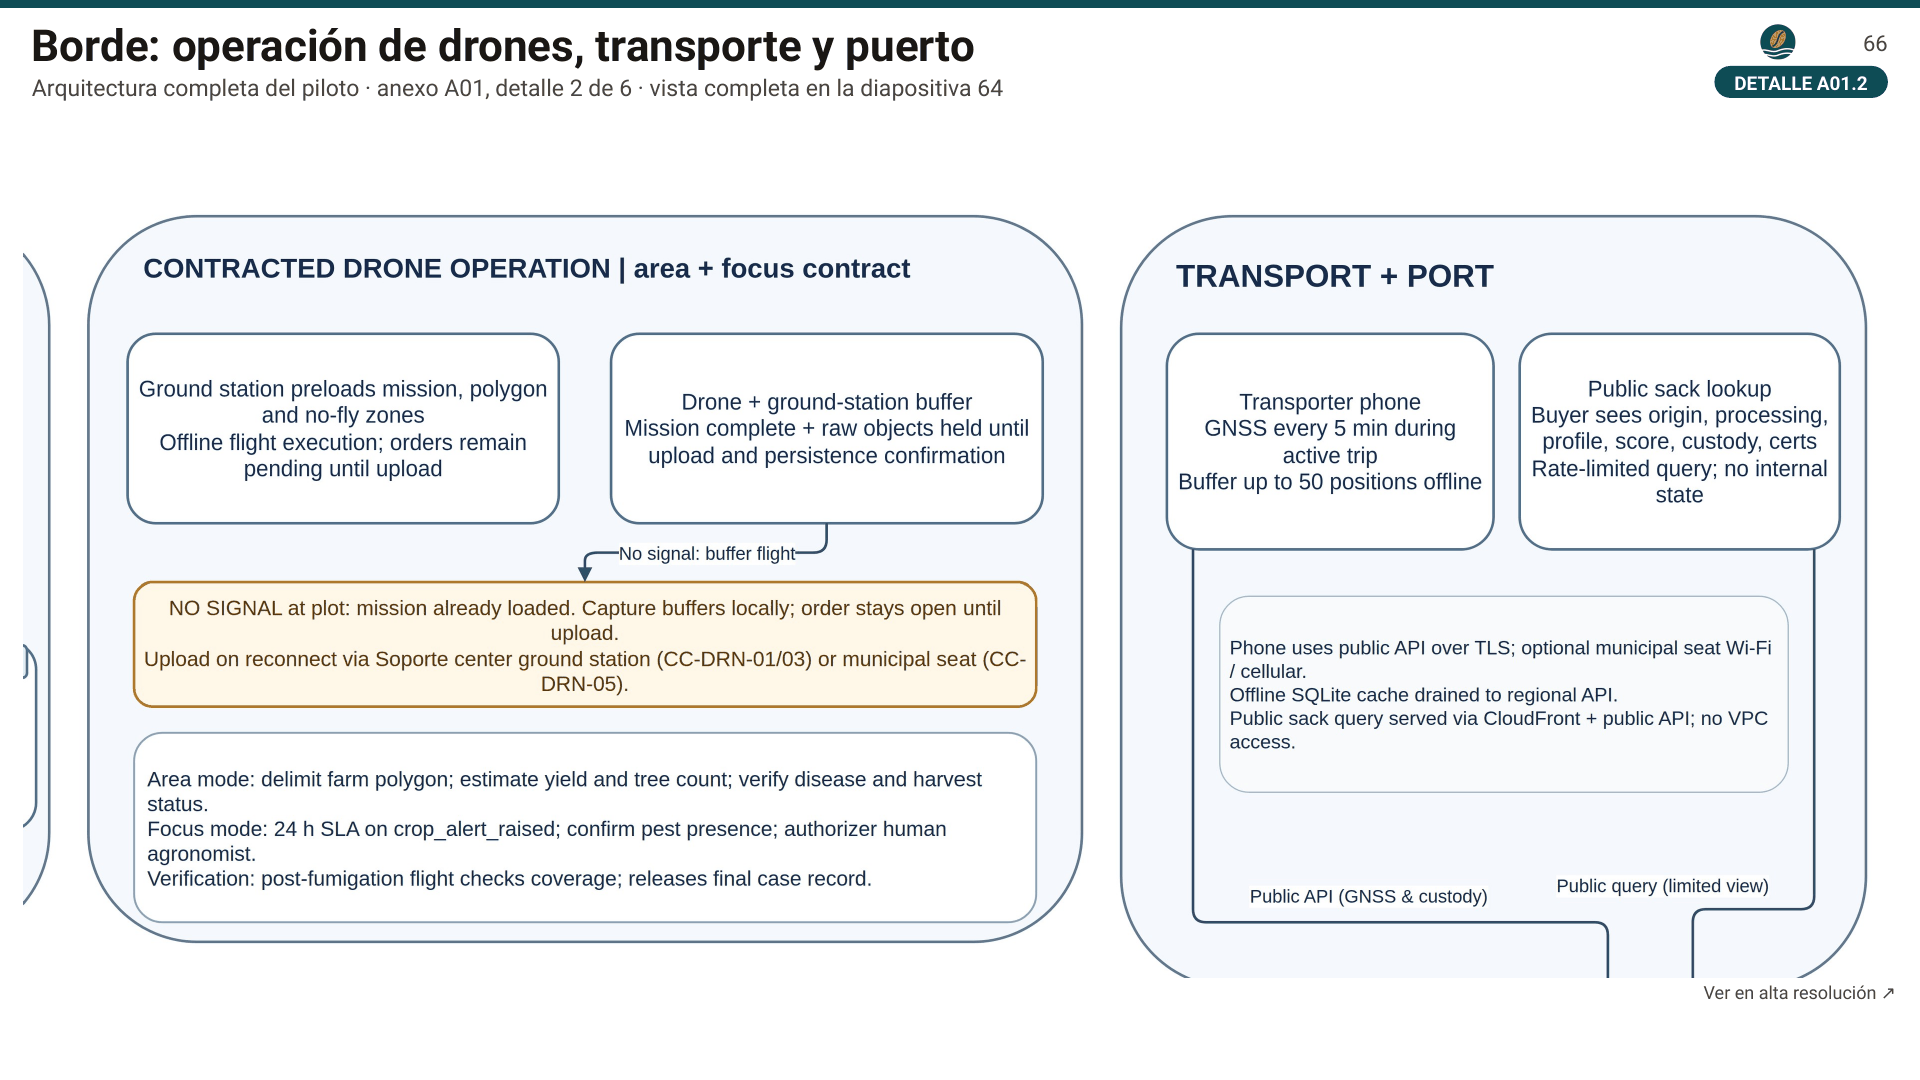 Borde: operación de drones, transporte y puerto
66
Arquitectura completa del piloto · anexo A01, detalle 2 de 6 · vista completa en la diapositiva 64
DETALLE A01.2
CONTRACTED DRONE OPERATION | area + focus contract
Ground station preloads mission, polygon
and no-fly zones
Offline flight execution; orders remain
pending until upload
Drone + ground-station buffer
Mission complete + raw objects held until
upload and persistence confirmation
No signal: buffer flight
NO SIGNAL at plot: mission already loaded. Capture buffers locally; order stays open until
upload.
Upload on reconnect via Soporte center ground station (CC-DRN-01/03) or municipal seat (CC-
DRN-05).
Area mode: delimit farm polygon; estimate yield and tree count; verify disease and harvest
status.
Focus mode: 24 h SLA on crop_alert_raised; confirm pest presence; authorizer human
agronomist.
Verification: post-fumigation flight checks coverage; releases final case record.
TRANSPORT + PORT
Transporter phone
GNSS every 5 min during
active trip
Buffer up to 50 positions offline
Public sack lookup
Buyer sees origin, processing,
profile, score, custody, certs
Rate-limited query; no internal
state
Phone uses public API over TLS; optional municipal seat Wi-Fi
/ cellular.
Offline SQLite cache drained to regional API.
Public sack query served via CloudFront + public API; no VPC
access.
Public API (GNSS & custody)
Public query (limited view)
Ver en alta resolución ↗